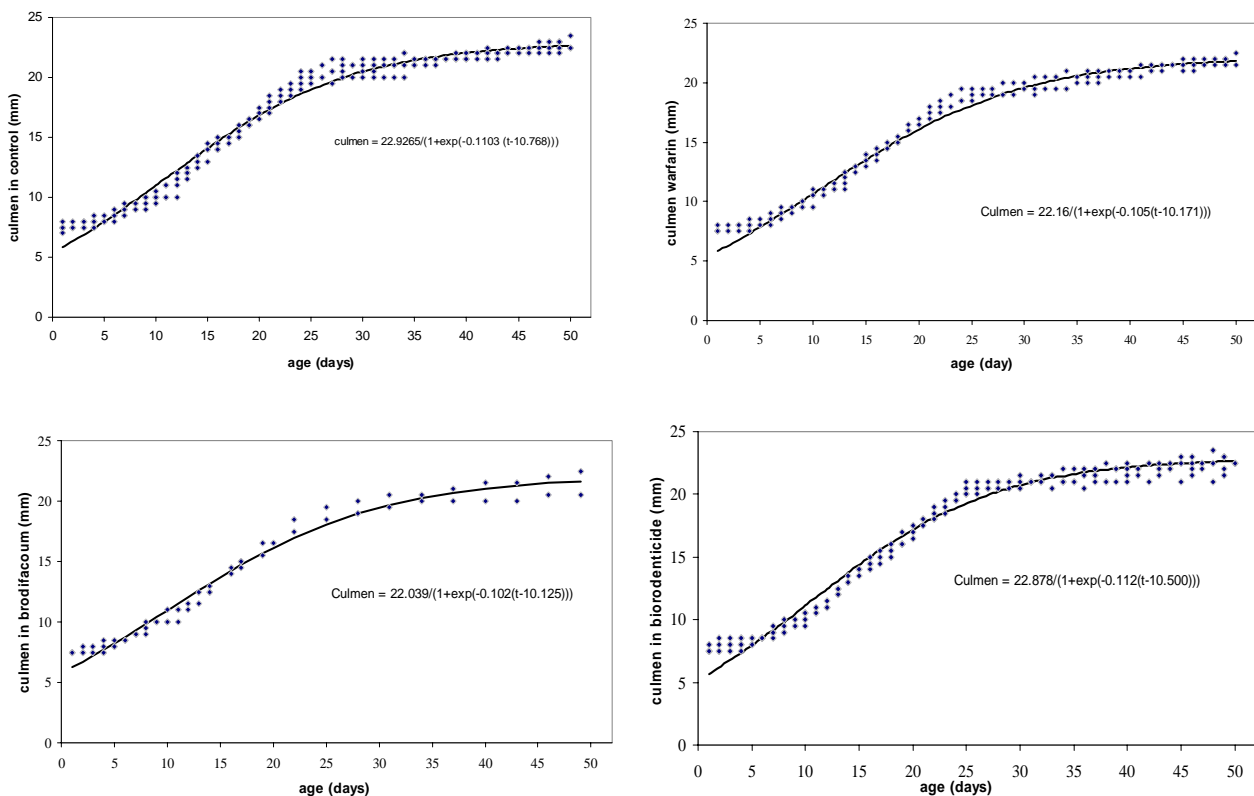 25
20
15
10
5
0
culmen in control (mm)
culmen = 22.9265/(1+exp(-0.1103 (t-10.768)))
0 5 10 15 20 25 30 35 40 45 50
age (days)
25
20
15
10
5
0
culmen warfarin (mm)
Culmen = 22.16/(1+exp(-0.105(t-10.171)))
0 5 10 15 20 25 30 35 40 45 50
age (day)
25
20
15
10
5
0
culmen in brodifacoum (mm)
Culmen = 22.039/(1+exp(-0.102(t-10.125)))
0 5 10 15 20 25 30 35 40 45 50
age (days)
25
20
15
10
5
0
culmen in biorodenticide (mm)
Culmen = 22.878/(1+exp(-0.112(t-10.500)))
0 5 10 15 20 25 30 35 40 45 50
age (days)